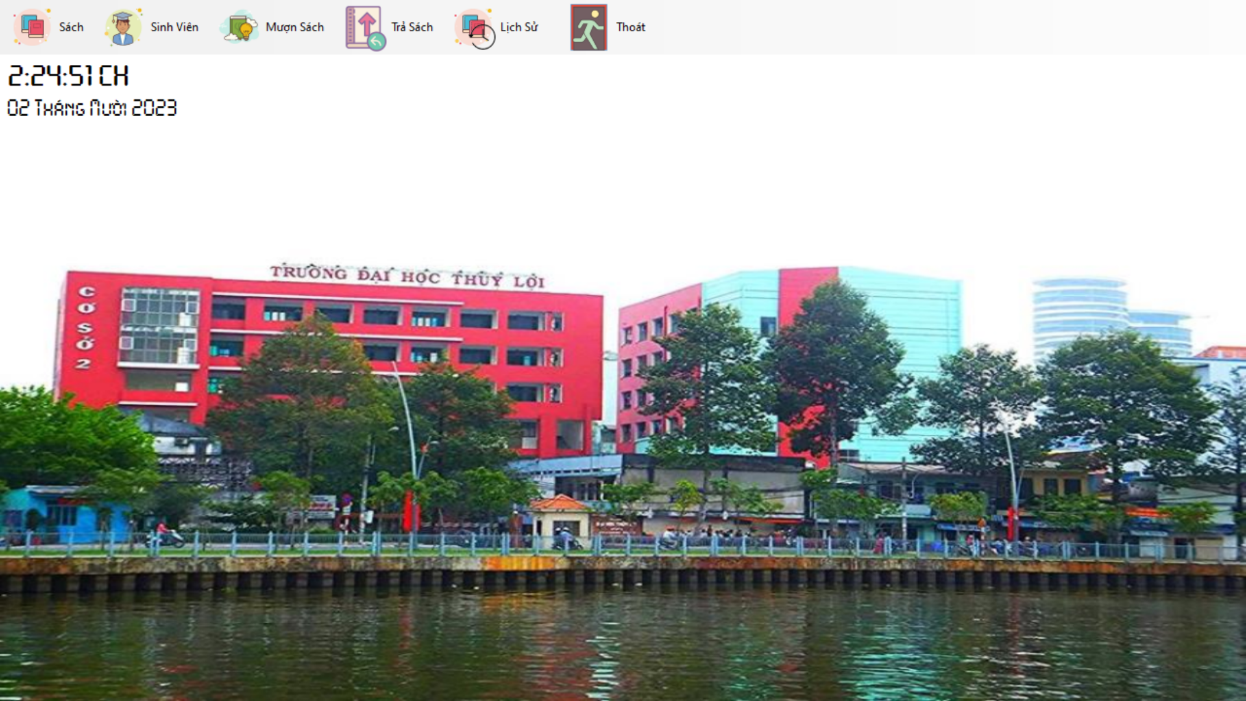 Sách
Sinh Viên
Mượn Sách
Trả Sách
Lịch Sử
Thoát
2:24:51 CH
02 Tháng Mười 2023
TRƯỜNG ĐẠI HỌC THỦY LỢI
CƠ SỞ 2